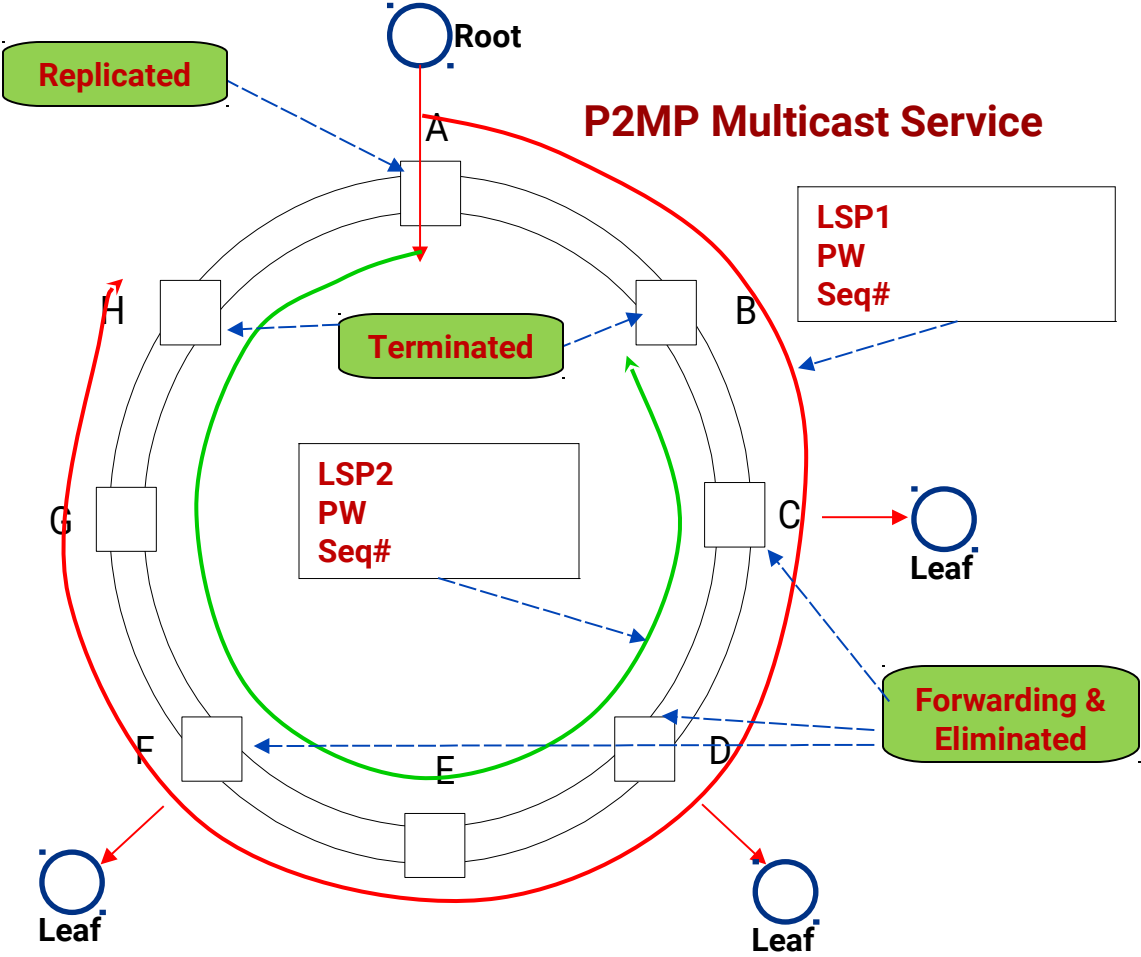 Root
Replicated
P2MP Multicast Service
A
LSP1
PW
Seq#
H
B
Terminated
LSP2
PW
Seq#
G
C
Leaf
Forwarding &
Eliminated
F
E
D
Leaf
Leaf